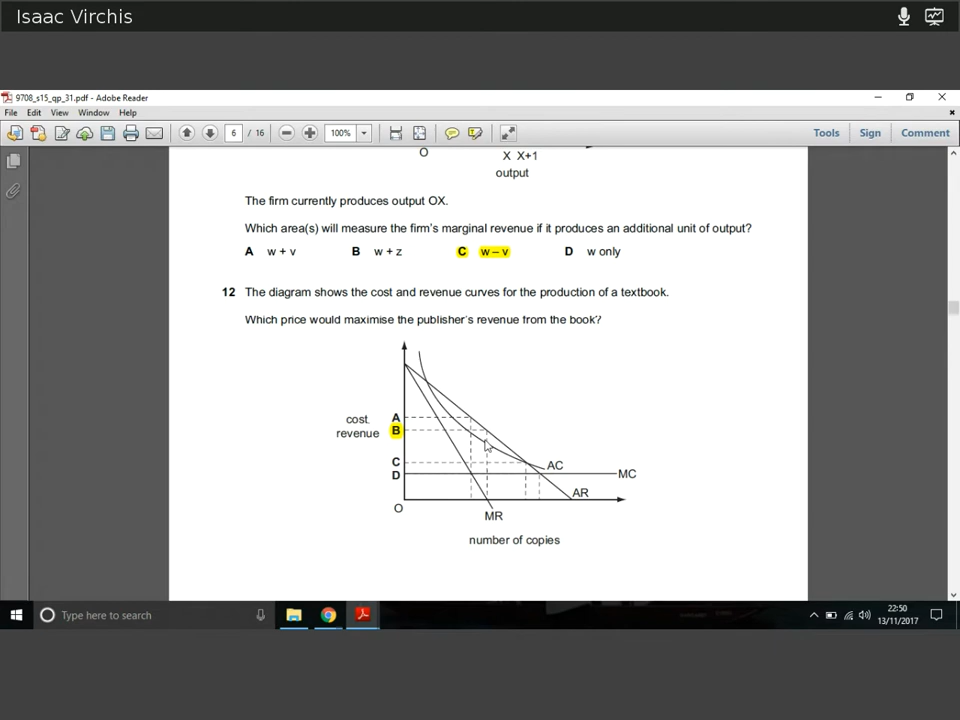 Isaac Virchis
9708_s15_qp_31.pdf - Adobe Reader
File Edit View Window Help
6 / 16 100% Tools Sign Comment
O
X X+1
output
The firm currently produces output OX.
Which area(s) will measure the firm's marginal revenue if it produces an additional unit of output?
A w + v B w + z C w – v D w only
12 The diagram shows the cost and revenue curves for the production of a textbook.
Which price would maximise the publisher's revenue from the book?
cost
revenue
A
B
C
D
AC
MC
AR
O
MR
number of copies
Type here to search
22:50
13/11/2017